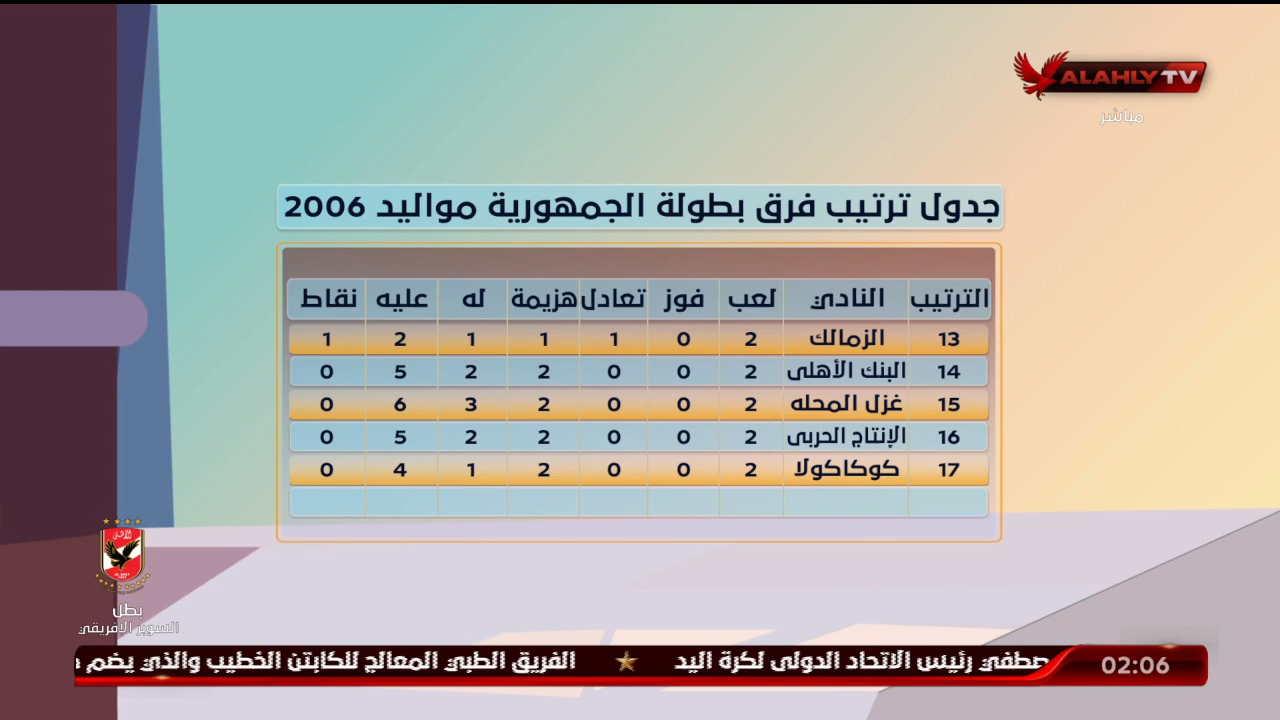 ALAHLY TV
مباشر
جدول ترتيب فرق بطولة الجمهورية مواليد 2006
الترتيب النادي لعب فوز تعادل هزيمة له عليه نقاط
13 الزمالك 2 0 1 1 1 2 1
14 البنك الأهلى 2 0 0 2 2 5 0
15 غزل المحله 2 0 0 2 3 6 0
16 الإنتاج الحربى 2 0 0 2 2 5 0
17 كوكاكولا 2 0 0 2 1 4 0
بطل
السوبر الإفريقي
صطفي رئيس الاتحاد الدولى لكرة اليد ★ الفريق الطبي المعالج للكابتن الخطيب والذي يضم
02:06